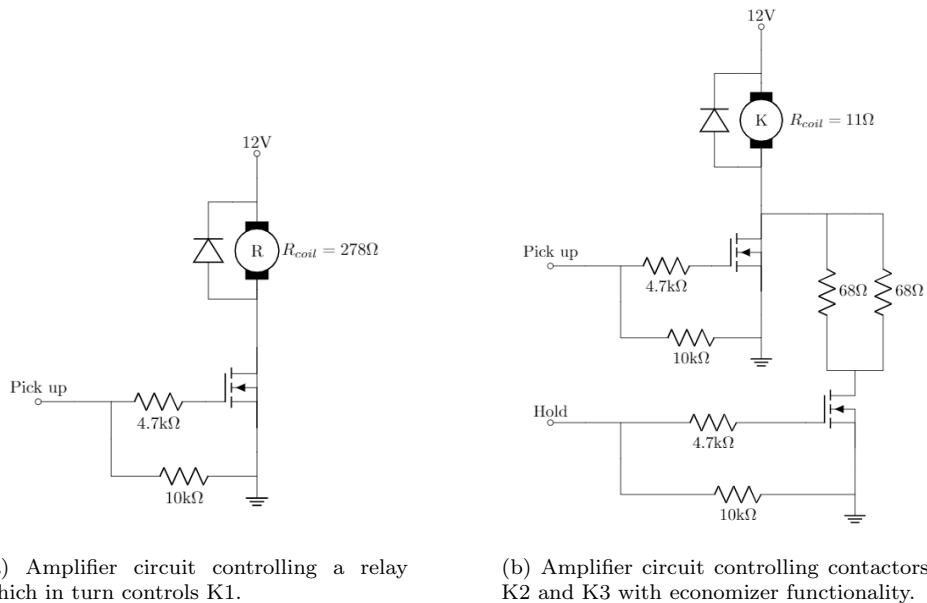 12V
R
R_coil = 278Ω
Pick up
4.7kΩ
10kΩ
) Amplifier circuit controlling a relay
hich in turn controls K1.
12V
K
R_coil = 11Ω
Pick up
4.7kΩ
10kΩ
68Ω 68Ω
Hold
4.7kΩ
10kΩ
(b) Amplifier circuit controlling contactors
K2 and K3 with economizer functionality.